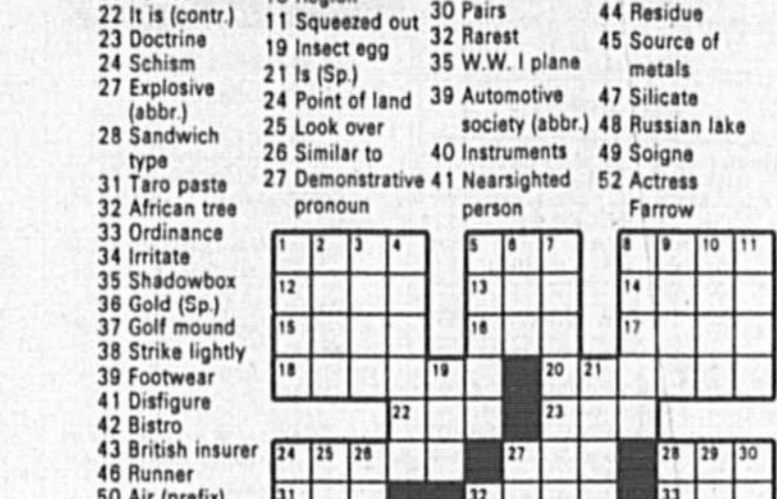 22 It is (contr.)
23 Doctrine
24 Schism
27 Explosive
(abbr.)
28 Sandwich
type
31 Taro paste
32 African tree
33 Ordinance
34 Irritate
35 Shadowbox
36 Gold (Sp.)
37 Golf mound
38 Strike lightly
39 Footwear
41 Disfigure
42 Bistro
43 British insurer
46 Runner
50 Air (prefix)
11 Squeezed out
19 Insect egg
21 Is (Sp.)
24 Point of land
25 Look over
26 Similar to
27 Demonstrative
pronoun
30 Pairs
32 Rarest
35 W.W. I plane
39 Automotive
society (abbr.)
40 Instruments
41 Nearsighted
person
44 Residue
45 Source of
metals
47 Silicate
48 Russian lake
49 Soigne
52 Actress
Farrow
1 2 3 4 5 6 7 8 9 10 11
12 13 14
15 16 17
18 19 20 21
22 23
24 25 26 27 28 29 30
31 32 33